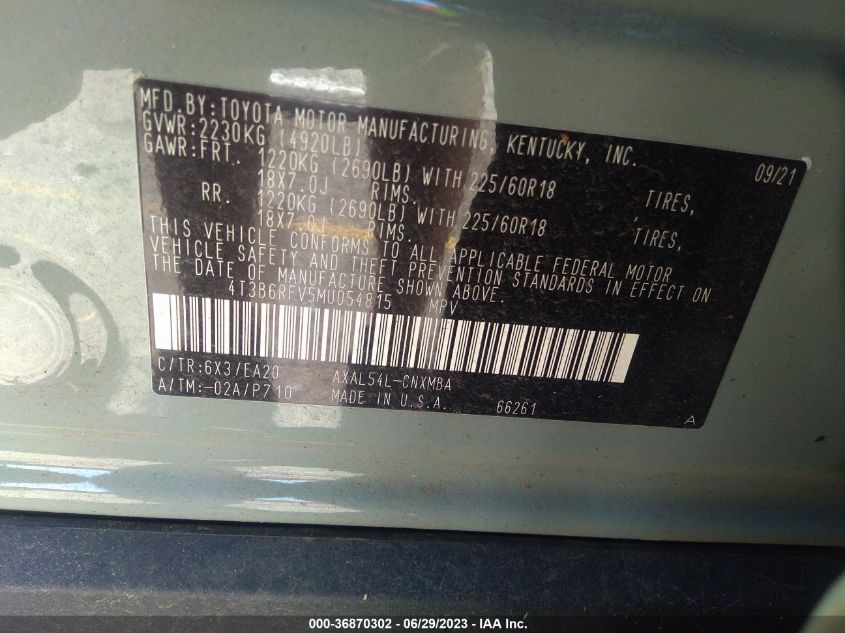 MFD.BY:TOYOTA MOTOR MANUFACTURING, KENTUCKY, INC.
GVWR:2230KG (4920LB) 09/21
GAWR:FRT. 1220KG (2690LB) WITH 225/60R18 TIRES,
18X7.0J RIMS.
RR. 1220KG (2690LB) WITH 225/60R18 TIRES,
18X7.0J RIMS.
THIS VEHICLE CONFORMS TO ALL APPLICABLE FEDERAL MOTOR
VEHICLE SAFETY AND THEFT PREVENTION STANDARDS IN EFFECT ON
THE DATE OF MANUFACTURE SHOWN ABOVE.
4T3B6RFV5MU054815 MPV
C/TR:6X3/EA20 AXAL54L-CNXMBA
A/TM:-02A/P710 MADE IN U.S.A. 66261 A
000-36870302 - 06/29/2023 - IAA Inc.